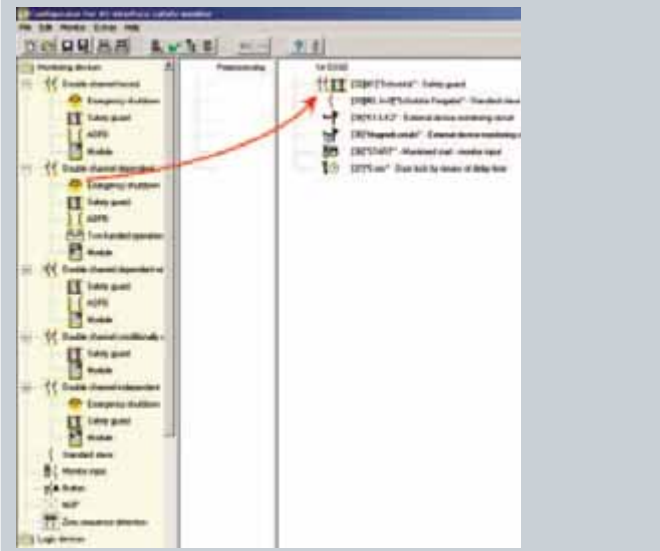 Configurator for AS-interface safety monitor
File Edit Monitor Extras Help
Monitoring devices
Double channel forced
Emergency shutdown
Safety guard
AOPD
Module
Double channel dependent
Emergency shutdown
Safety guard
AOPD
Two-handed operation
Module
Double channel dependent
Safety guard
AOPD
Module
Double channel conditionally
Safety guard
Module
Double channel independent
Emergency shutdown
Safety guard
Module
Standard slave
Monitor input
Button
NOP
Zero sequence detection
Logic devices
Preprocessing
1st OSSD
Safety guard
Standard slave
External device monitoring circuit
External device monitoring
"START" - Monitored start - monitor input
Door lock by means of delay time